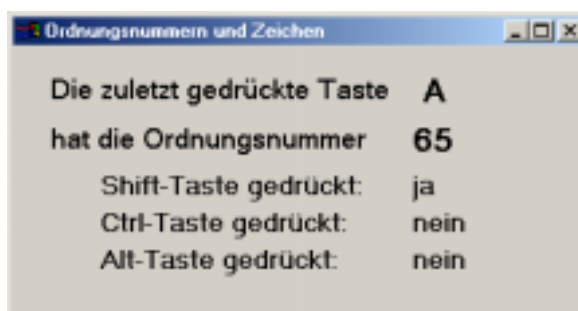 Ordnungsnummern und Zeichen
Die zuletzt gedrückte Taste A
hat die Ordnungsnummer 65
Shift-Taste gedrückt: ja
Ctrl-Taste gedrückt: nein
Alt-Taste gedrückt: nein